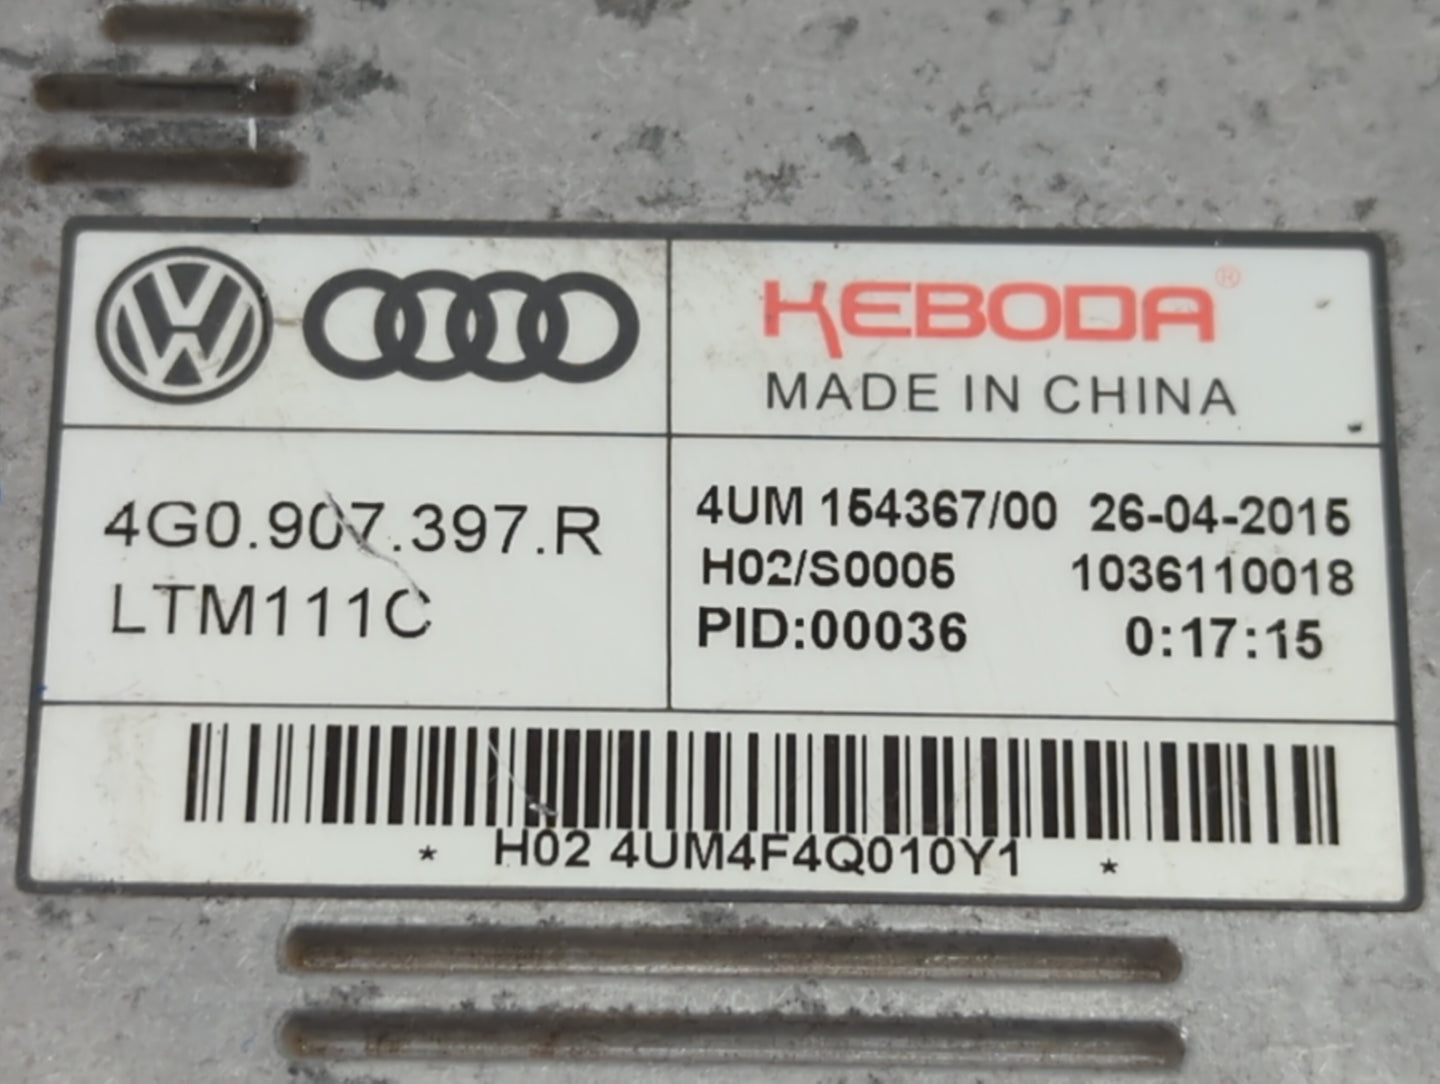 KEBODA®
MADE IN CHINA
4G0.907.397.R
LTM111C
4UM 154367/00 26-04-2015
H02/S0005 1036110018
PID:00036 0:17:15
* H02 4UM4F4Q010Y1 *